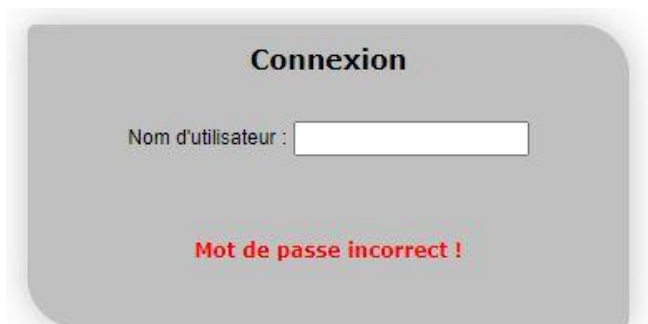 Connexion
Nom d'utilisateur :
Mot de passe incorrect !